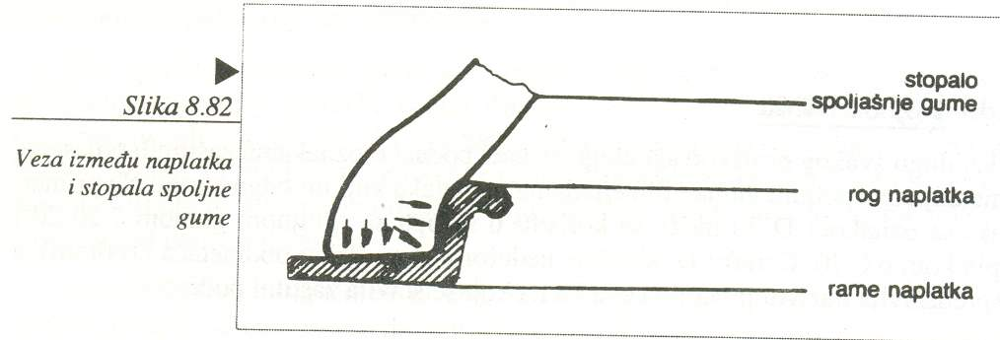 Slika 8.82
Veza između naplatka
i stopala spoljne
gume
stopalo
spoljašnje gume
rog naplatka
rame naplatka